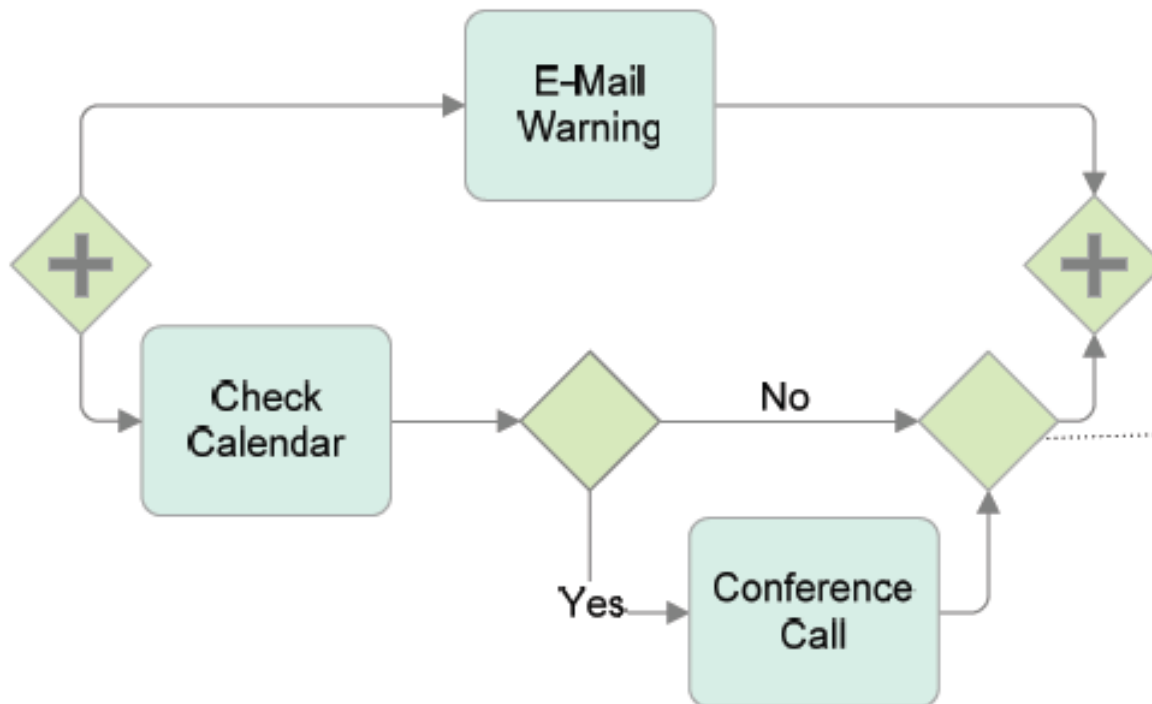 E-Mail
Warning
Check
Calendar
No
Yes
Conference
Call